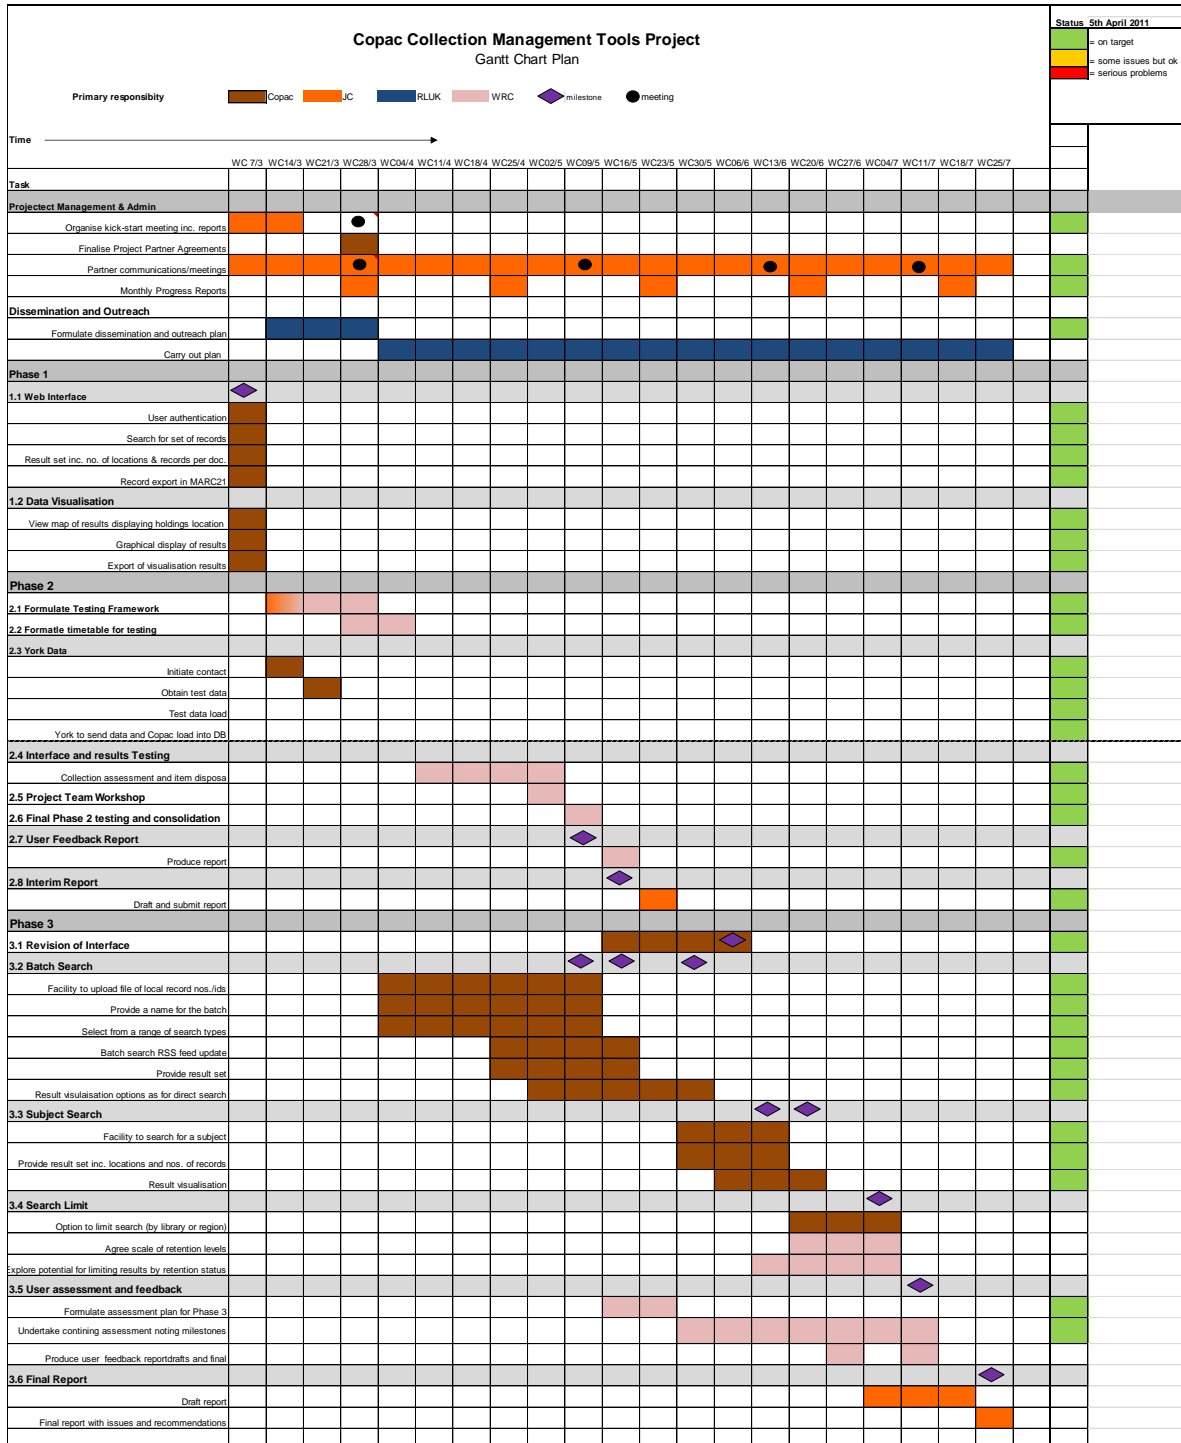 Status 5th April 2011
Copac Collection Management Tools Project
= on target
Gantt Chart Plan
= some issues but ok
= serious problems
Primary responsibity
Copac
JC
RLUK
WRC
milestone
meeting
Time
WC 7/3 WC14/3 WC21/3 WC28/3 WC04/4 WC11/4 WC18/4 WC25/4 WC02/5 WC09/5 WC16/5 WC23/5 WC30/5 WC06/6 WC13/6 WC20/6 WC27/6 WC04/7 WC11/7 WC18/7 WC25/7
Task
Projectect Management & Admin
Organise kick-start meeting inc. reports
Finalise Project Partner Agreements
Partner communications/meetings
Monthly Progress Reports
Dissemination and Outreach
Formulate dissemination and outreach plan
Carry out plan
Phase 1
1.1 Web Interface
User authentication
Search for set of records
Result set inc. no. of locations & records per doc.
Record export in MARC21
1.2 Data Visualisation
View map of results displaying holdings location
Graphical display of results
Export of visualisation results
Phase 2
2.1 Formulate Testing Framework
2.2 Formatle timetable for testing
2.3 York Data
Initiate contact
Obtain test data
Test data load
York to send data and Copac load into DB
2.4 Interface and results Testing
Collection assessment and item disposa
2.5 Project Team Workshop
2.6 Final Phase 2 testing and consolidation
2.7 User Feedback Report
Produce report
2.8 Interim Report
Draft and submit report
Phase 3
3.1 Revision of Interface
3.2 Batch Search
Facility to upload file of local record nos./ids
Provide a name for the batch
Select from a range of search types
Batch search RSS feed update
Provide result set
Result visulaisation options as for direct search
3.3 Subject Search
Facility to search for a subject
Provide result set inc. locations and nos. of records
Result visualisation
3.4 Search Limit
Option to limit search (by library or region)
Agree scale of retention levels
Explore potential for limiting results by retention status
3.5 User assessment and feedback
Formulate assessment plan for Phase 3
Undertake contining assessment noting milestones
Produce user feedback reportdrafts and final
3.6 Final Report
Draft report
Final report with issues and recommendations